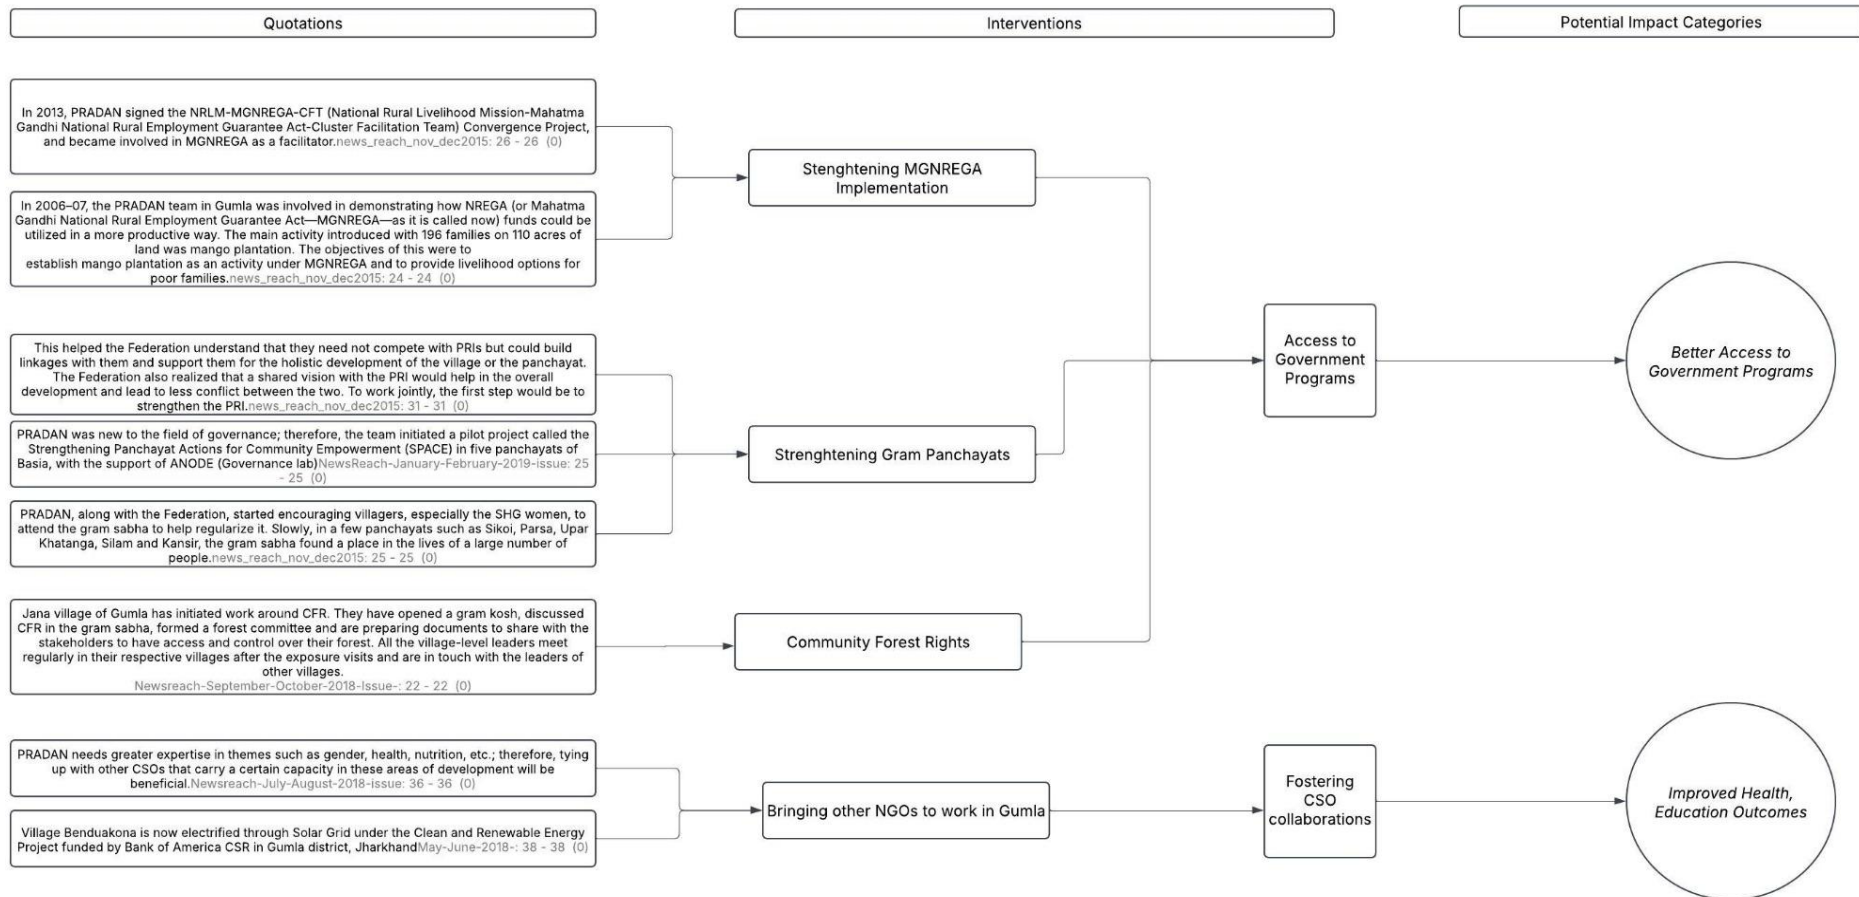 Quotations
Interventions
Potential Impact Categories
In 2013, PRADAN signed the NRLM-MGNREGA-CFT (National Rural Livelihood Mission-Mahatma
Gandhi National Rural Employment Guarantee Act-Cluster Facilitation Team) Convergence Project,
and became involved in MGNREGA as a facilitator.news_reach_nov_dec2015: 26 - 26 (0)
In 2006–07, the PRADAN team in Gumla was involved in demonstrating how NREGA (or Mahatma
Gandhi National Rural Employment Guarantee Act—MGNREGA—as it is called now) funds could be
utilized in a more productive way. The main activity introduced with 196 families on 110 acres of
land was mango plantation. The objectives of this were to
establish mango plantation as an activity under MGNREGA and to provide livelihood options for
poor families.news_reach_nov_dec2015: 24 - 24 (0)
Stenghtening MGNREGA
Implementation
This helped the Federation understand that they need not compete with PRIs but could build
linkages with them and support them for the holistic development of the village or the panchayat.
The Federation also realized that a shared vision with the PRI would help in the overall
development and lead to less conflict between the two. To work jointly, the first step would be to
strengthen the PRI.news_reach_nov_dec2015: 31 - 31 (0)
PRADAN was new to the field of governance; therefore, the team initiated a pilot project called the
Strengthening Panchayat Actions for Community Empowerment (SPACE) in five panchayats of
Basia, with the support of ANODE (Governance lab)NewsReach-January-February-2019-issue: 25
- 25 (0)
PRADAN, along with the Federation, started encouraging villagers, especially the SHG women, to
attend the gram sabha to help regularize it. Slowly, in a few panchayats such as Sikoi, Parsa, Upar
Khatanga, Silam and Kansir, the gram sabha found a place in the lives of a large number of
people.news_reach_nov_dec2015: 25 - 25 (0)
Strenghtening Gram Panchayats
Jana village of Gumla has initiated work around CFR. They have opened a gram kosh, discussed
CFR in the gram sabha, formed a forest committee and are preparing documents to share with the
stakeholders to have access and control over their forest. All the village-level leaders meet
regularly in their respective villages after the exposure visits and are in touch with the leaders of
other villages.
Newsreach-September-October-2018-Issue-: 22 - 22 (0)
Community Forest Rights
Access to
Government
Programs
Better Access to
Government Programs
PRADAN needs greater expertise in themes such as gender, health, nutrition, etc.; therefore, tying
up with other CSOs that carry a certain capacity in these areas of development will be
beneficial.Newsreach-July-August-2018-issue: 36 - 36 (0)
Village Benduakona is now electrified through Solar Grid under the Clean and Renewable Energy
Project funded by Bank of America CSR in Gumla district, JharkhandMay-June-2018-: 38 - 38 (0)
Bringing other NGOs to work in Gumla
Fostering
CSO
collaborations
Improved Health,
Education Outcomes